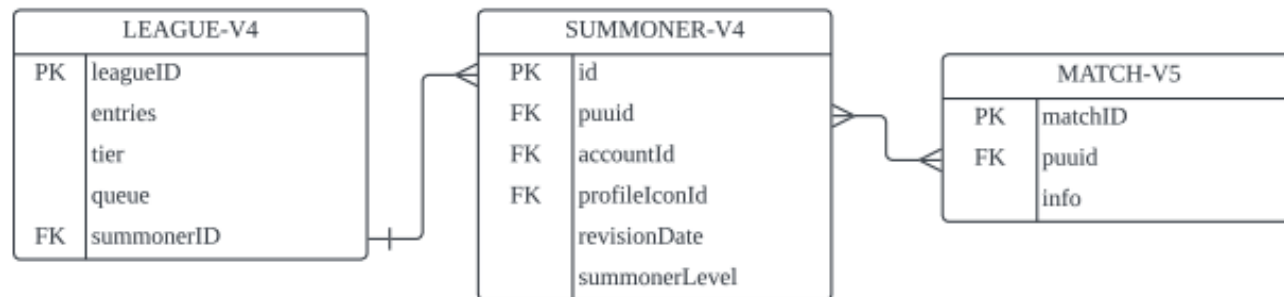 LEAGUE-V4
PK leagueID
entries
tier
queue
FK summonerID
SUMMONER-V4
PK id
FK puuid
FK accountId
FK profileIconId
revisionDate
summonerLevel
MATCH-V5
PK matchID
FK puuid
info